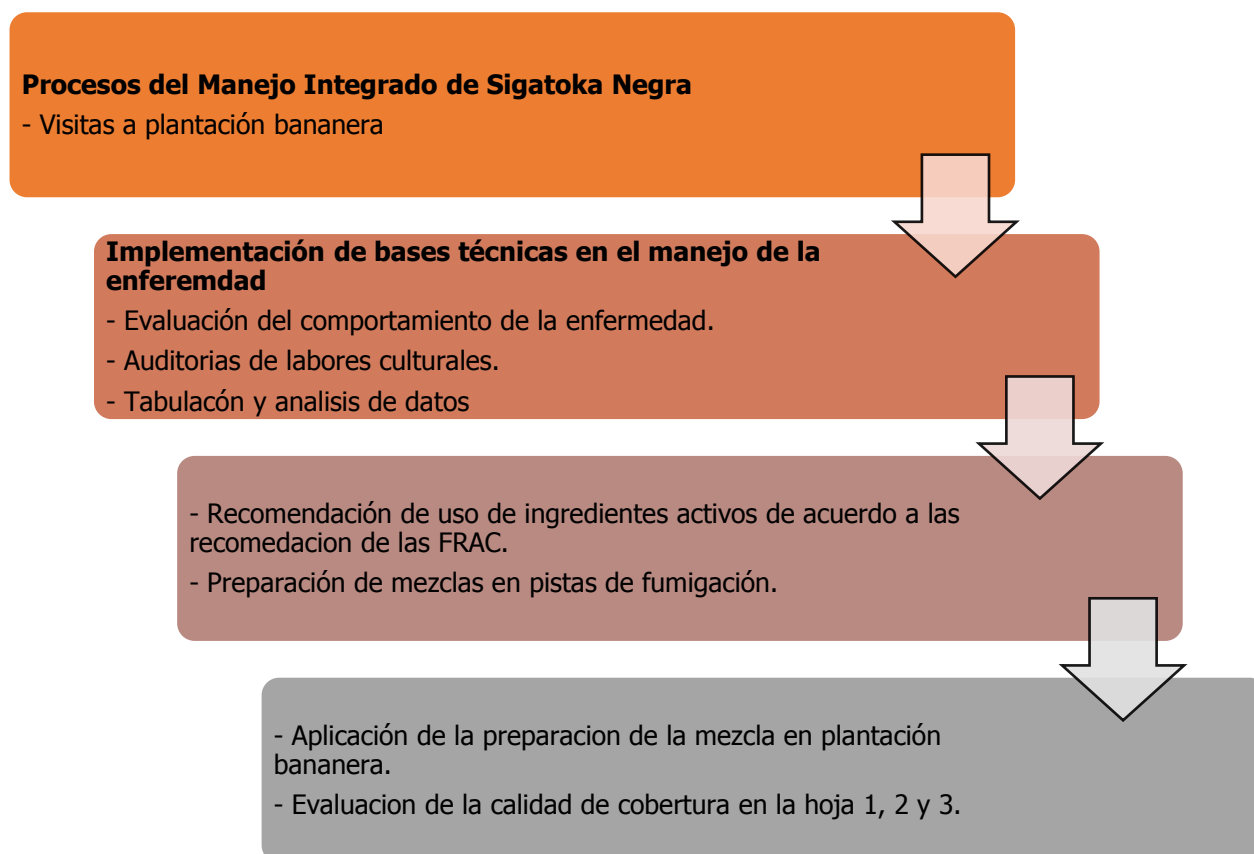 Procesos del Manejo Integrado de Sigatoka Negra
- Visitas a plantación bananera
Implementación de bases técnicas en el manejo de la
enferemdad
- Evaluación del comportamiento de la enfermedad.
- Auditorias de labores culturales.
- Tabulacón y analisis de datos
- Recomendación de uso de ingredientes activos de acuerdo a las
recomedacion de las FRAC.
- Preparación de mezclas en pistas de fumigación.
- Aplicación de la preparacion de la mezcla en plantación
bananera.
- Evaluacion de la calidad de cobertura en la hoja 1, 2 y 3.